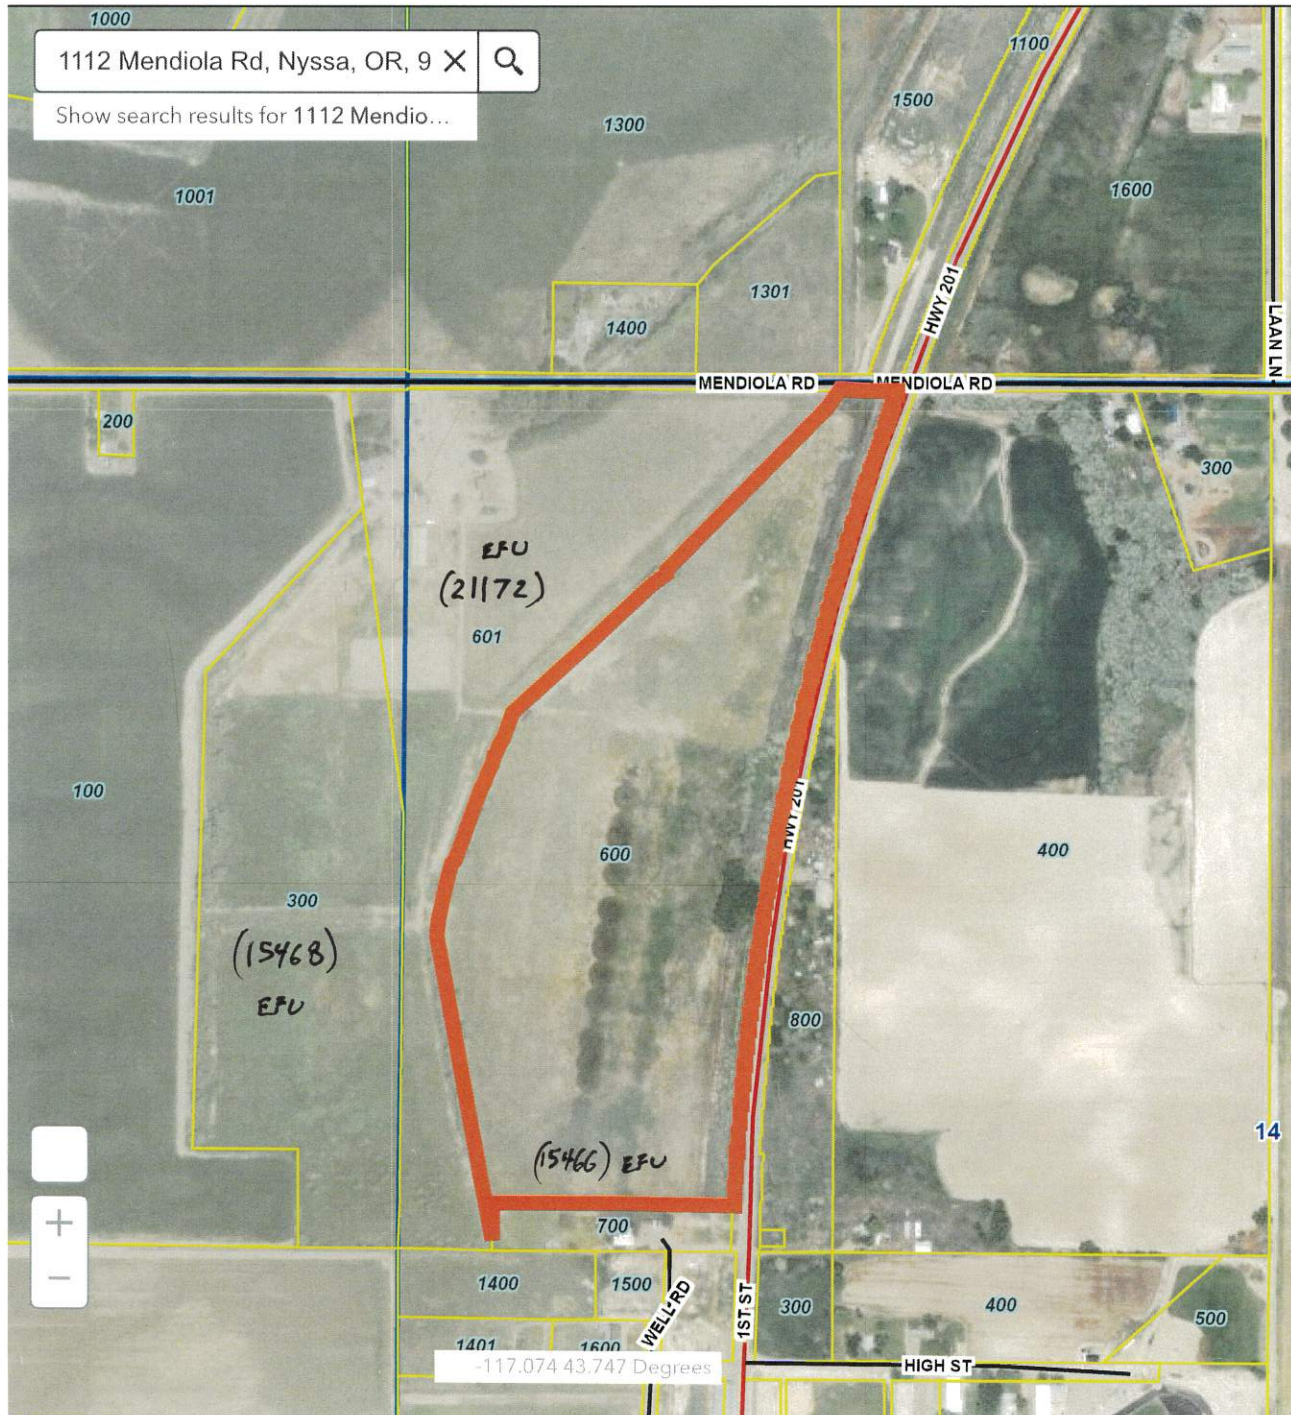 1000
1112 Mendiola Rd, Nyssa, OR, 9
Show search results for 1112 Mendio...
1100
1500
1300
1001
1600
1301
1400
HWY 201
LAAN LN
MENDIOLA RD
MENDIOLA RD
200
300
EFU
(21172)
601
100
HWY 201
600
400
300
(15468)
EFU
800
14
(15466) EFU
700
1400
1500
WELL RD
1ST ST
300
400
500
1401
1600
-117.074 43.747 Degrees
HIGH ST